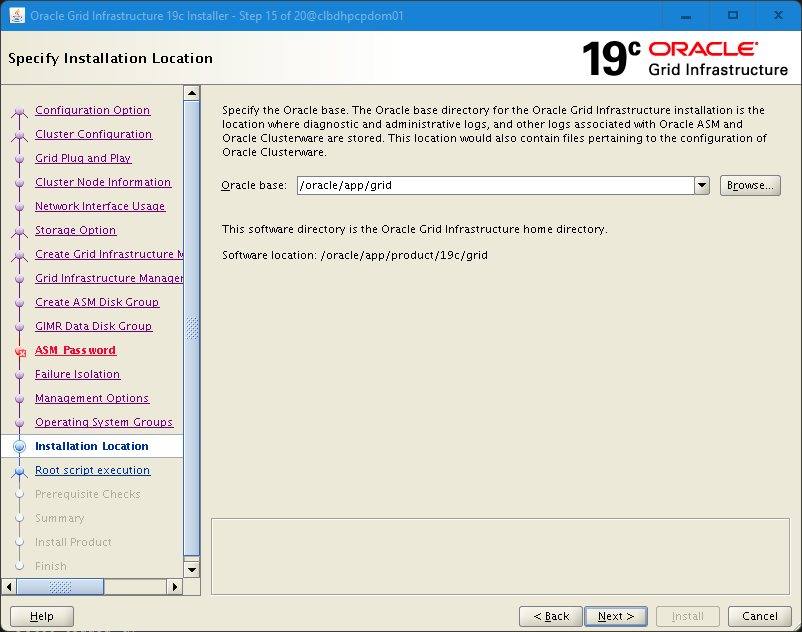 Oracle Grid Infrastructure 19c Installer - Step 15 of 20@clbdhpcpdom01
Specify Installation Location
19c ORACLE
Grid Infrastructure
Configuration Option
Cluster Configuration
Grid Plug and Play
Cluster Node Information
Network Interface Usage
Storage Option
Create Grid Infrastructure M
Grid Infrastructure Manager
Create ASM Disk Group
GIMR Data Disk Group
ASM Password
Failure Isolation
Management Options
Operating System Groups
Installation Location
Root script execution
Prerequisite Checks
Summary
Install Product
Finish
Specify the Oracle base. The Oracle base directory for the Oracle Grid Infrastructure installation is the
location where diagnostic and administrative logs, and other logs associated with Oracle ASM and
Oracle Clusterware are stored. This location would also contain files pertaining to the configuration of
Oracle Clusterware.
Oracle base: /oracle/app/grid Browse...
This software directory is the Oracle Grid Infrastructure home directory.
Software location: /oracle/app/product/19c/grid
Help < Back Next > Install Cancel